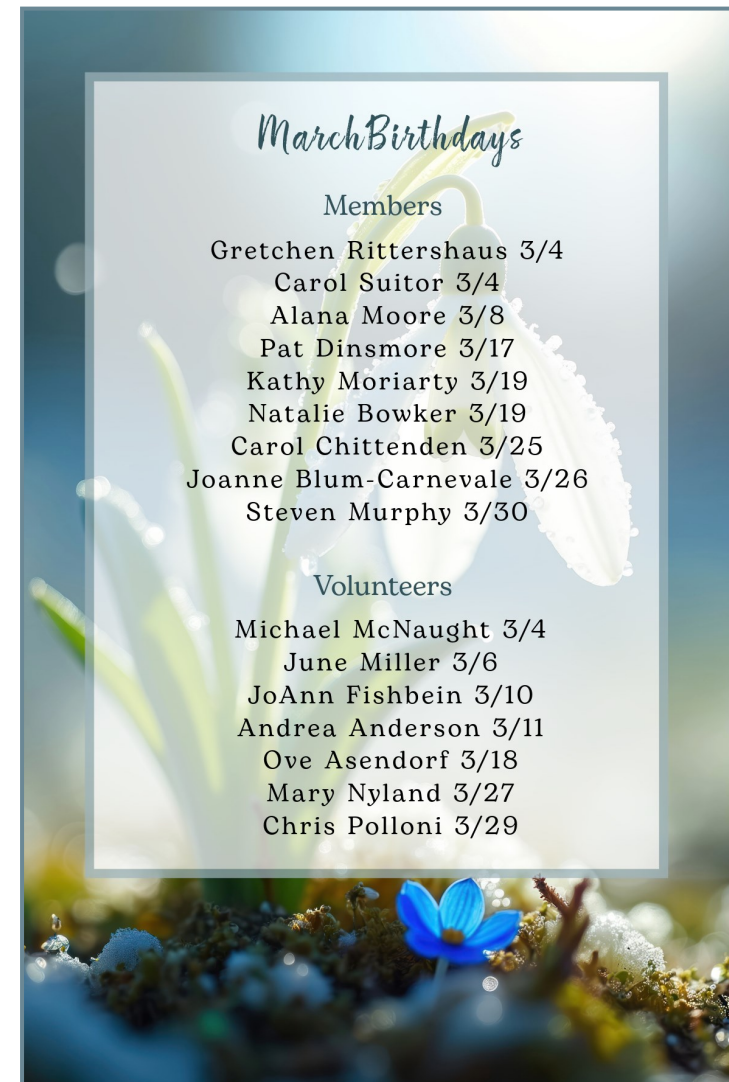 March Birthdays
Members
Gretchen Rittershaus 3/4
Carol Suitor 3/4
Alana Moore 3/8
Pat Dinsmore 3/17
Kathy Moriarty 3/19
Natalie Bowker 3/19
Carol Chittenden 3/25
Joanne Blum-Carnevale 3/26
Steven Murphy 3/30
Volunteers
Michael McNaught 3/4
June Miller 3/6
JoAnn Fishbein 3/10
Andrea Anderson 3/11
Ove Asendorf 3/18
Mary Nyland 3/27
Chris Polloni 3/29